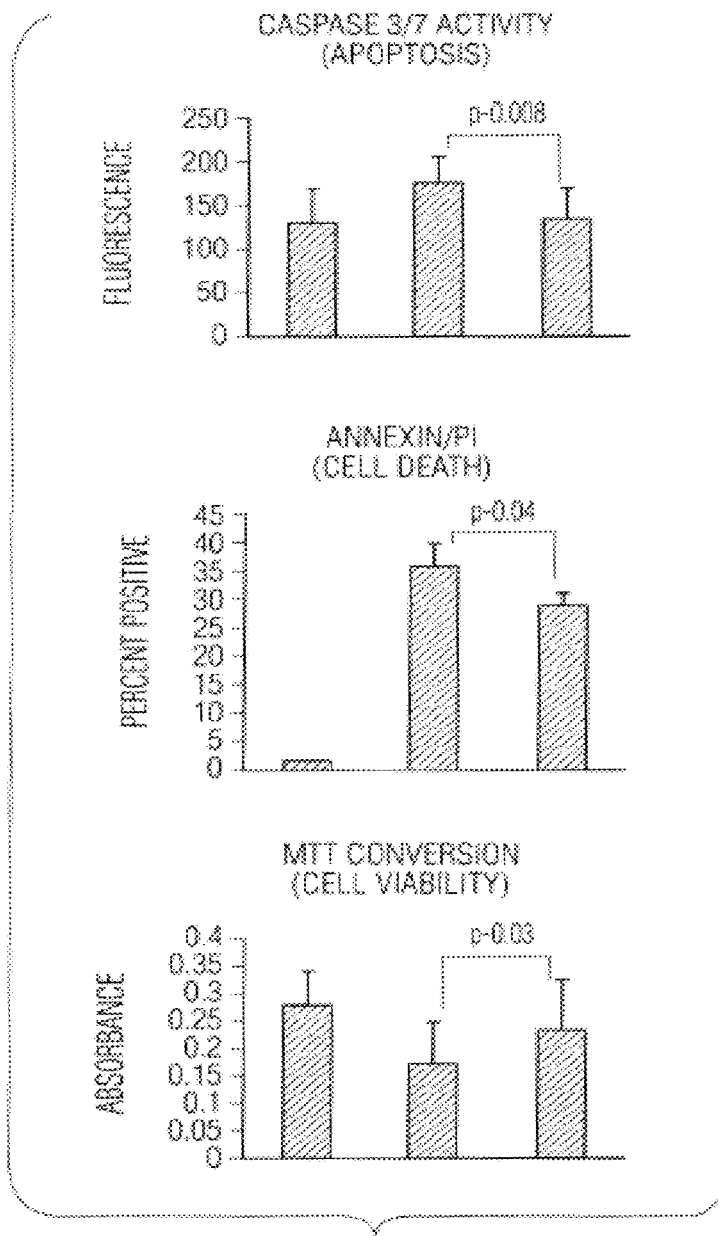 CASPASE 3/7 ACTIVITY
(APOPTOSIS)
p-0.008
FLUORESCENCE
250
200
150
100
50
0
ANNEXIN/PI
(CELL DEATH)
p-0.04
PERCENT POSITIVE
45
40
35
30
25
20
15
10
5
0
MTT CONVERSION
(CELL VIABILITY)
p-0.03
ABSORBANCE
0.4
0.35
0.3
0.25
0.2
0.15
0.1
0.05
0